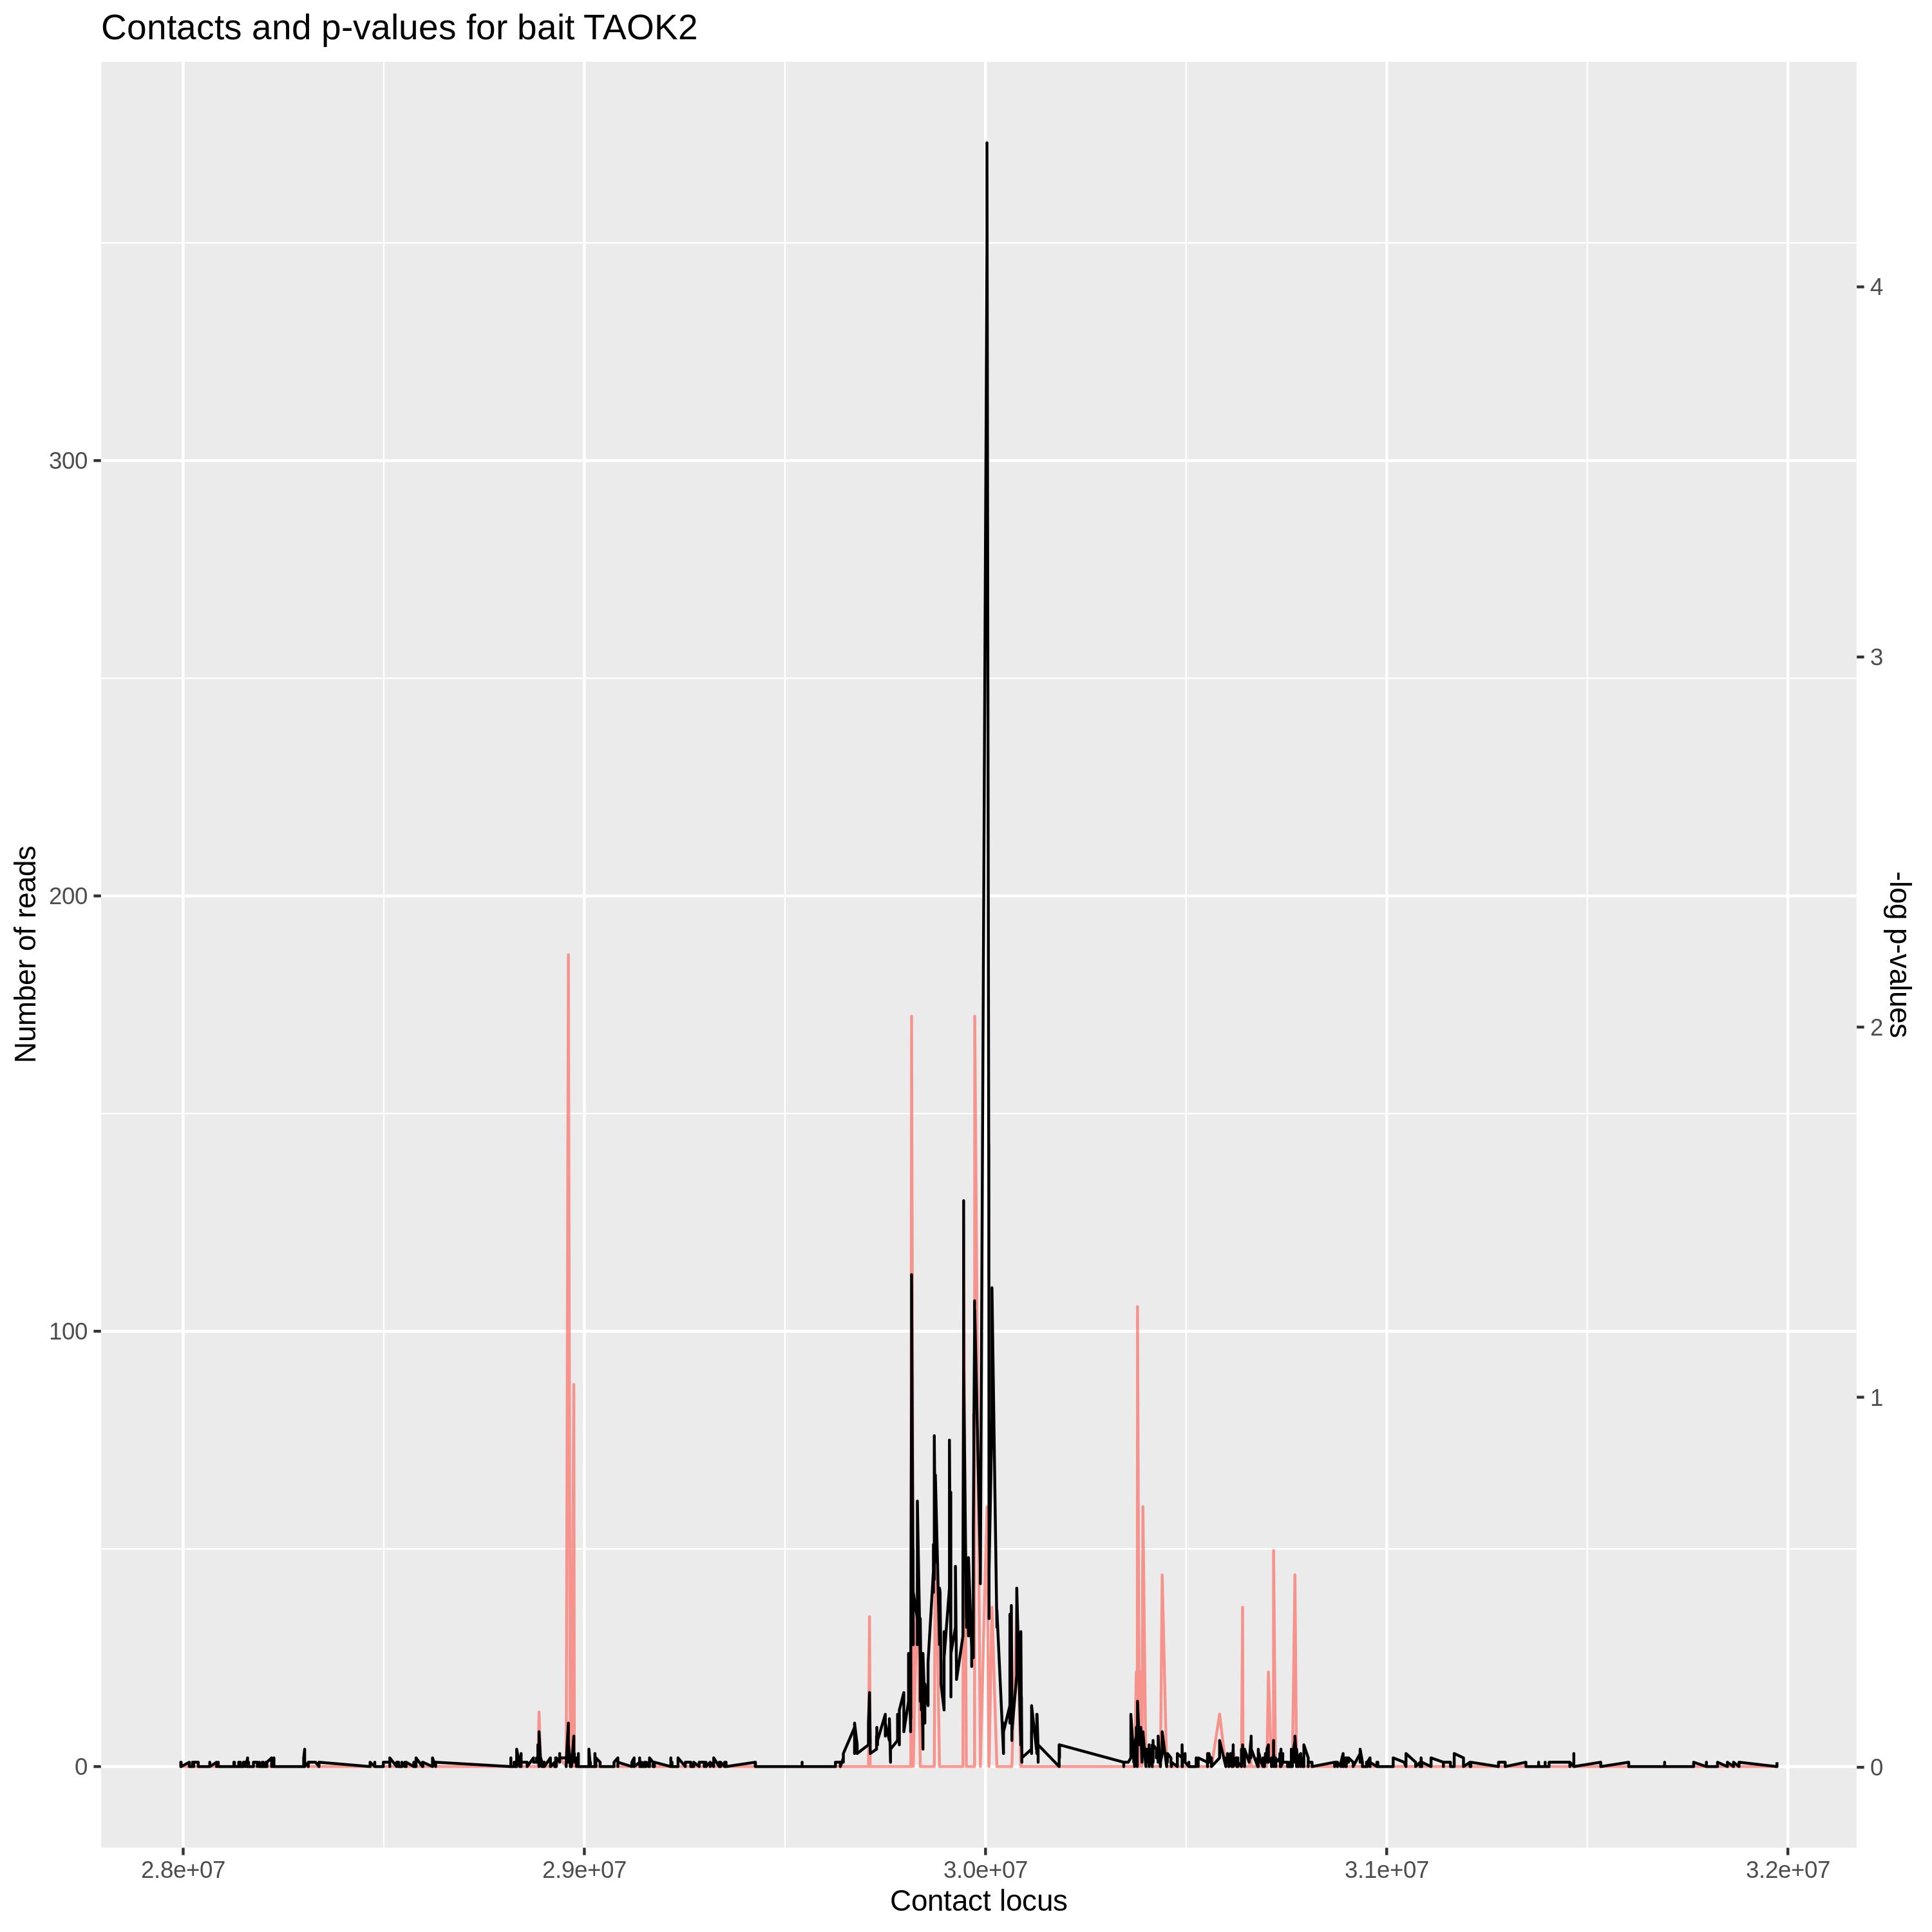 Contacts and p-values for bait TAOK2
Number of reads
300
200
100
0
4
3
2
1
0
-log p-values
2.8e+07
2.9e+07
3.0e+07
3.1e+07
3.2e+07
Contact locus